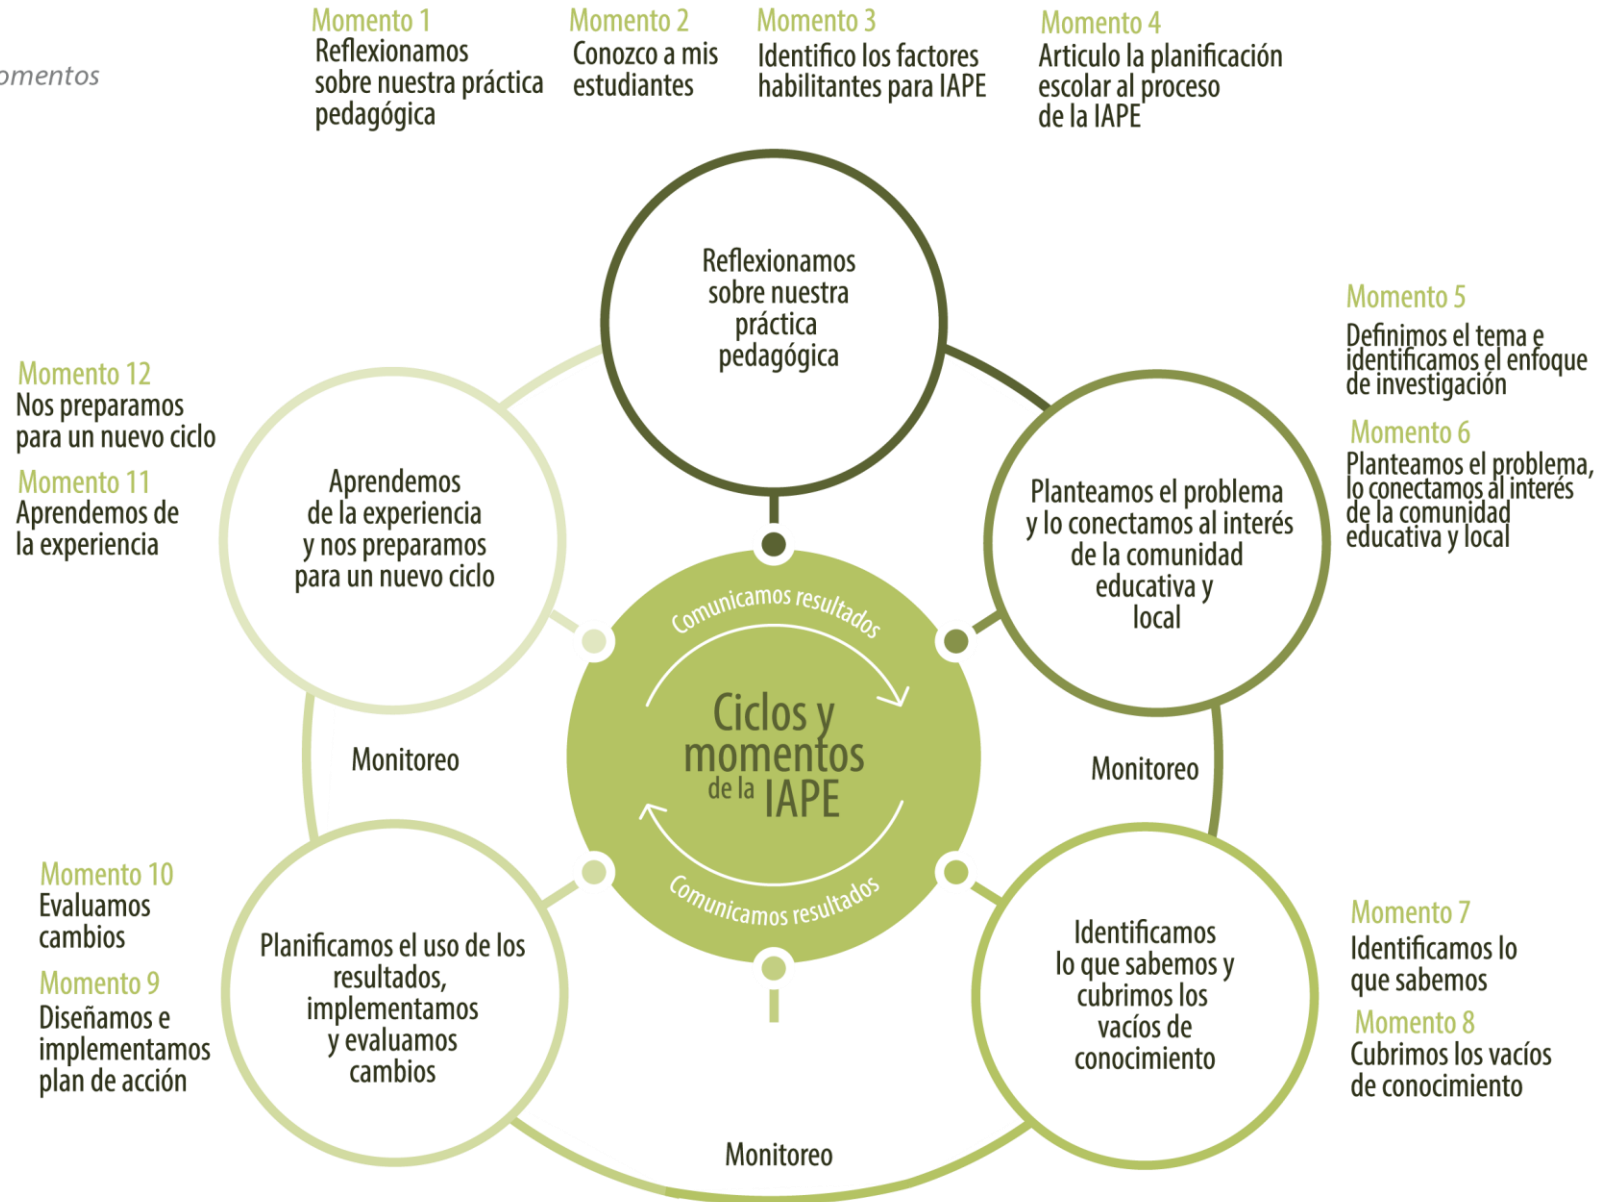 omentos
Momento 1
Reflexionamos
sobre nuestra práctica
pedagógica
Momento 2
Conozco a mis
estudiantes
Momento 3
Identifico los factores
habilitantes para IAPE
Momento 4
Articulo la planificación
escolar al proceso
de la IAPE
Reflexionamos
sobre nuestra
práctica
pedagógica
Momento 5
Definimos el tema e
identificamos el enfoque
de investigación
Momento 6
Planteamos el problema,
lo conectamos al interés
de la comunidad
educativa y local
Planteamos el problema
y lo conectamos al interés
de la comunidad
educativa y
local
Momento 12
Nos preparamos
para un nuevo ciclo
Momento 11
Aprendemos de
la experiencia
Aprendemos
de la experiencia
y nos preparamos
para un nuevo ciclo
Comunicamos resultados
Ciclos y
momentos
de la IAPE
Comunicamos resultados
Monitoreo
Monitoreo
Momento 10
Evaluamos
cambios
Momento 9
Diseñamos e
implementamos
plan de acción
Planificamos el uso de los
resultados,
implementamos
y evaluamos
cambios
Identificamos
lo que sabemos y
cubrimos los
vacíos de
conocimiento
Momento 7
Identificamos lo
que sabemos
Momento 8
Cubrimos los vacíos
de conocimiento
Monitoreo